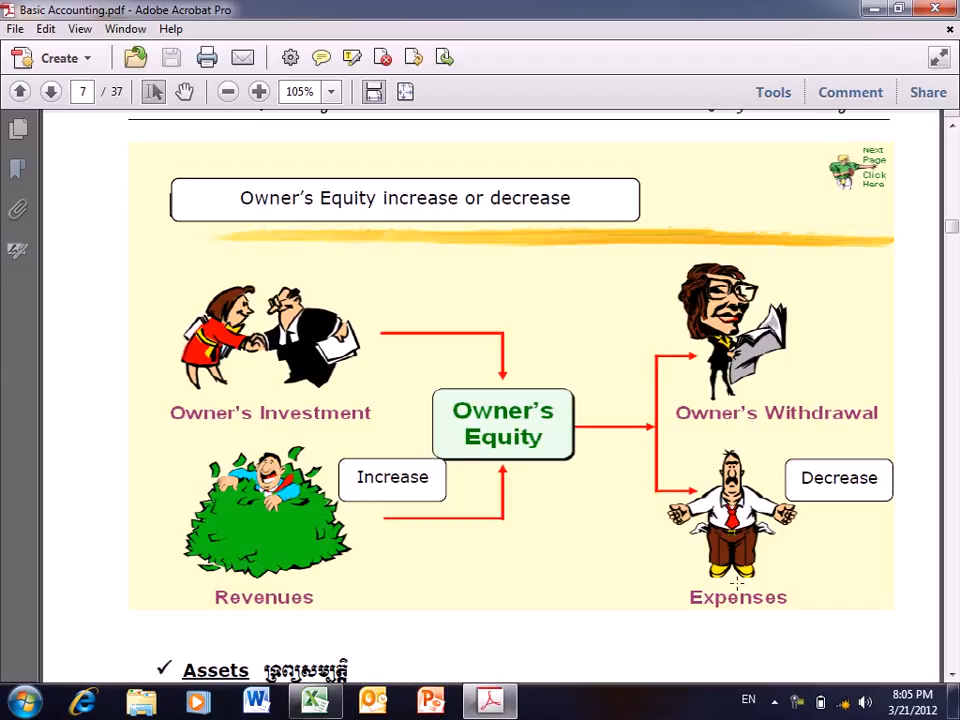 Basic Accounting.pdf - Adobe Acrobat Pro
File Edit View Window Help
Create
7 / 37 105% Tools Comment Share
Next
Page
Click
Here
Owner's Equity increase or decrease
Owner's Investment
Owner's
Equity
Owner's Withdrawal
Increase
Decrease
Revenues
Expenses
✓ Assets ទ្រព្យសម្បត្តិ
EN
8:05 PM
3/21/2012